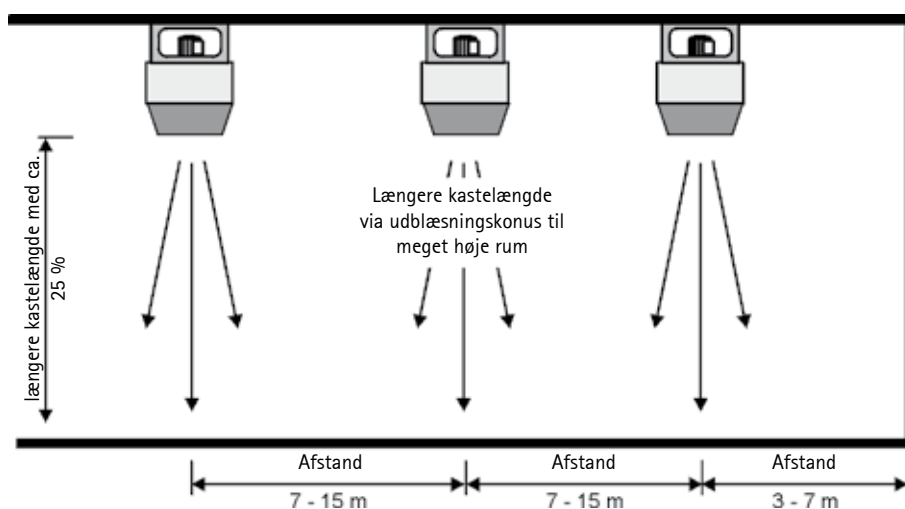 længere kastelængde med ca.
25 %
Længere kastelængde
via udblæsningskonus til
meget høje rum
Afstand
7 - 15 m
Afstand
7 - 15 m
Afstand
3 - 7 m